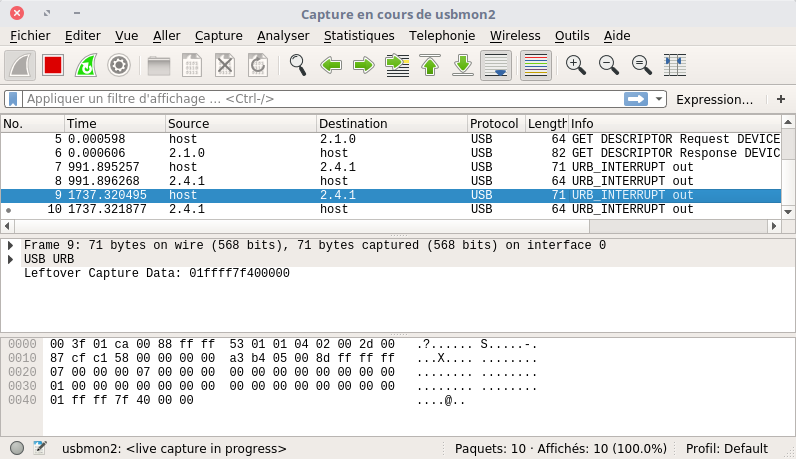 Capture en cours de usbmon2
Fichier Editer Vue Aller Capture Analyser Statistiques Telephonie Wireless Outils Aide
Appliquer un filtre d'affichage ... <Ctrl-/> Expression... +
No. Time Source Destination Protocol Length Info
5 0.000598 host 2.1.0 USB 64 GET DESCRIPTOR Request DEVICE
6 0.000606 2.1.0 host USB 82 GET DESCRIPTOR Response DEVIC
7 991.895257 host 2.4.1 USB 71 URB_INTERRUPT out
8 991.896268 2.4.1 host USB 64 URB_INTERRUPT out
9 1737.320495 host 2.4.1 USB 71 URB_INTERRUPT out
10 1737.321877 2.4.1 host USB 64 URB_INTERRUPT out
Frame 9: 71 bytes on wire (568 bits), 71 bytes captured (568 bits) on interface 0
USB URB
Leftover Capture Data: 01ffff7f400000
0000 00 3f 01 ca 00 88 ff ff 53 01 01 04 02 00 2d 00 .?...... S.....-.
0010 87 cf c1 58 00 00 00 00 a3 b4 05 00 8d ff ff ff ...X.... ........
0020 07 00 00 00 07 00 00 00 00 00 00 00 00 00 00 00 ........ ........
0030 01 00 00 00 00 00 00 00 00 00 00 00 00 00 00 00 ........ ........
0040 01 ff ff 7f 40 00 00 ....@..
usbmon2: <live capture in progress> Paquets: 10 · Affichés: 10 (100.0%) Profil: Default